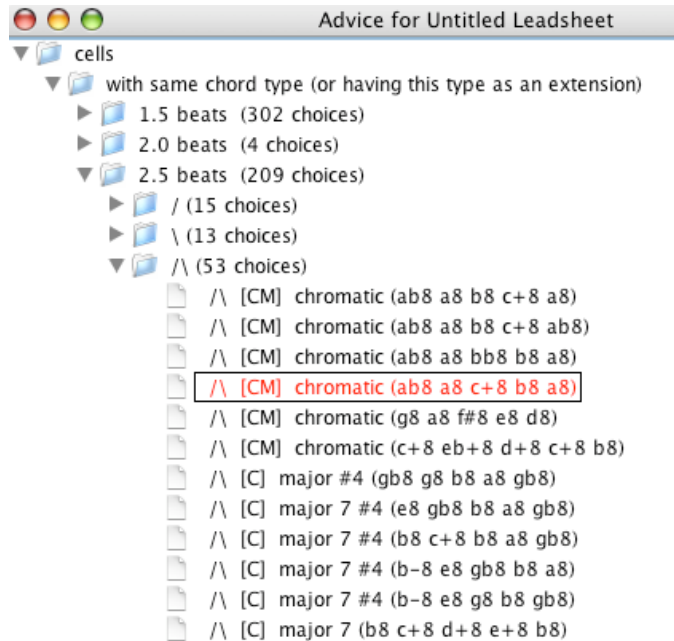 Advice for Untitled Leadsheet
cells
with same chord type (or having this type as an extension)
1.5 beats (302 choices)
2.0 beats (4 choices)
2.5 beats (209 choices)
/ (15 choices)
\ (13 choices)
/\ (53 choices)
/\ [CM] chromatic (ab8 a8 b8 c+8 a8)
/\ [CM] chromatic (ab8 a8 b8 c+8 ab8)
/\ [CM] chromatic (ab8 a8 bb8 b8 a8)
/\ [CM] chromatic (ab8 a8 c+8 b8 a8)
/\ [CM] chromatic (g8 a8 f#8 e8 d8)
/\ [CM] chromatic (c+8 eb+8 d+8 c+8 b8)
/\ [C] major #4 (gb8 g8 b8 a8 gb8)
/\ [C] major 7 #4 (e8 gb8 b8 a8 gb8)
/\ [C] major 7 #4 (b8 c+8 b8 a8 gb8)
/\ [C] major 7 #4 (b-8 e8 gb8 b8 a8)
/\ [C] major 7 #4 (b-8 e8 g8 b8 gb8)
/\ [C] major 7 (b8 c+8 d+8 e+8 b8)